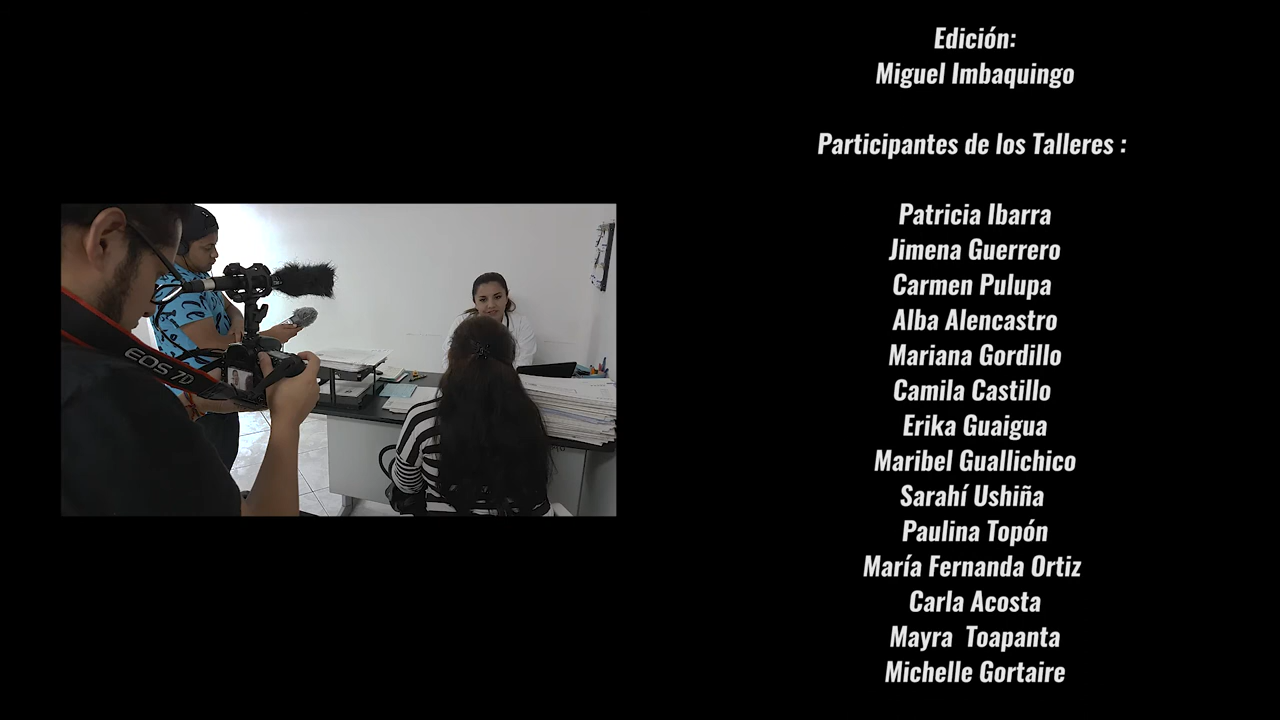 Edición:
Miguel Imbaquingo
Participantes de los Talleres :
Patricia Ibarra
Jimena Guerrero
Carmen Pulupa
Alba Alencastro
Mariana Gordillo
Camila Castillo
Erika Guaigua
Maribel Guallichico
Sarahí Ushiña
Paulina Topón
María Fernanda Ortiz
Carla Acosta
Mayra  Toapanta
Michelle Gortaire
EOS 7D